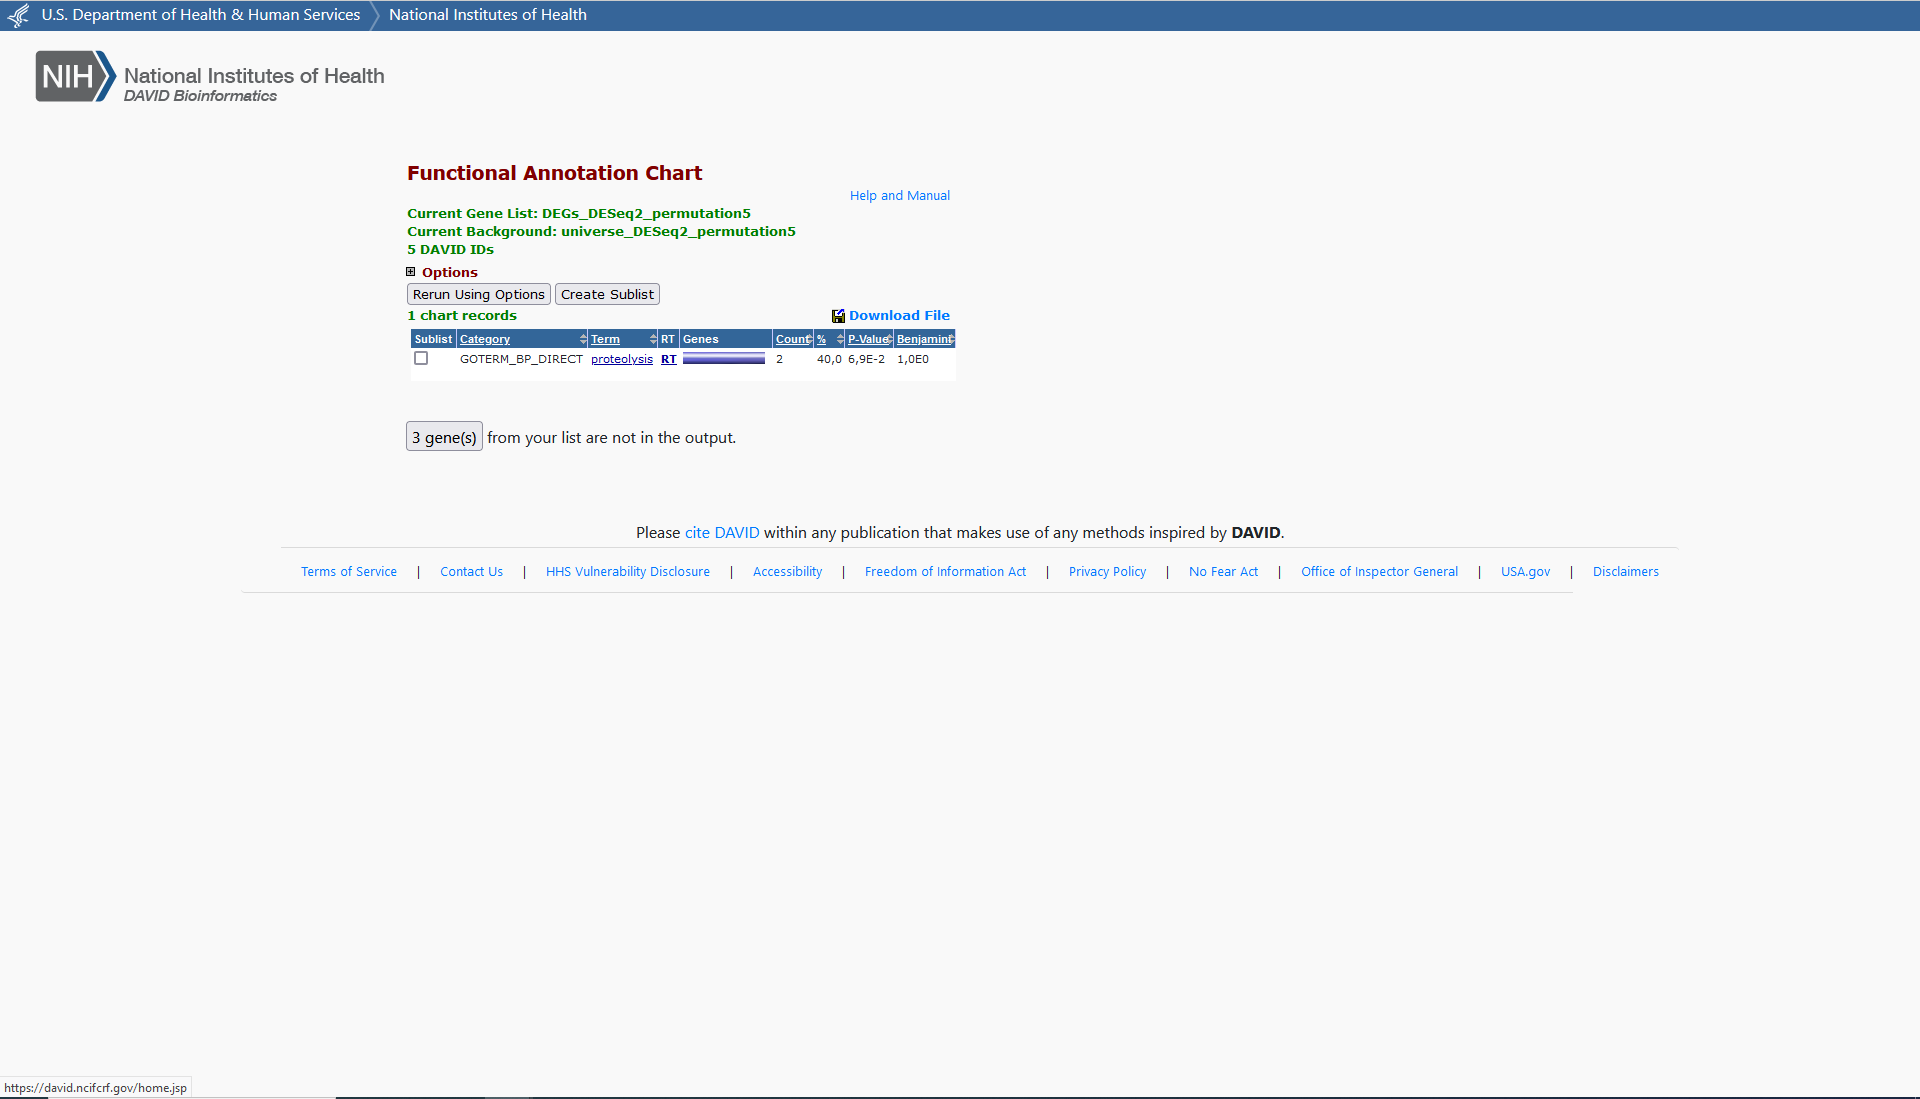 U.S. Department of Health & Human Services National Institutes of Health
NIH National Institutes of Health
DAVID Bioinformatics
Functional Annotation Chart
Help and Manual
Current Gene List: DEGs_DESeq2_permutation5
Current Background: universe_DESeq2_permutation5
5 DAVID IDs
Options
Rerun Using Options Create Sublist
1 chart records Download File
Sublist Category Term RT Genes Count % P-Value Benjamini
GOTERM_BP_DIRECT proteolysis RT 2 40,0 6,9E-2 1,0E0
3 gene(s) from your list are not in the output.
Please cite DAVID within any publication that makes use of any methods inspired by DAVID.
Terms of Service | Contact Us | HHS Vulnerability Disclosure | Accessibility | Freedom of Information Act | Privacy Policy | No Fear Act | Office of Inspector General | USA.gov | Disclaimers
https://david.ncifcrf.gov/home.jsp